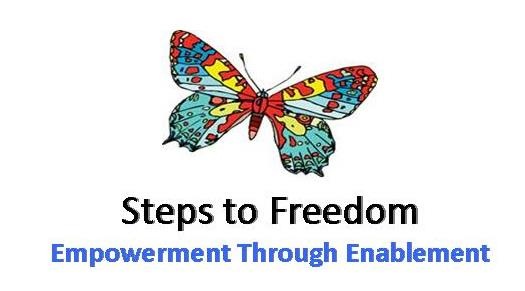 Steps to Freedom
Empowerment Through Enablement